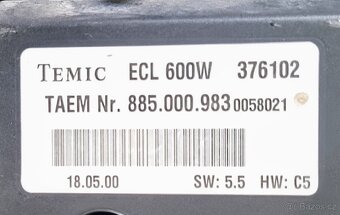 TEMIC ECL 600W 376102
TAEM Nr. 885.000.983 0058021
18.05.00 SW: 5.5 HW: C5